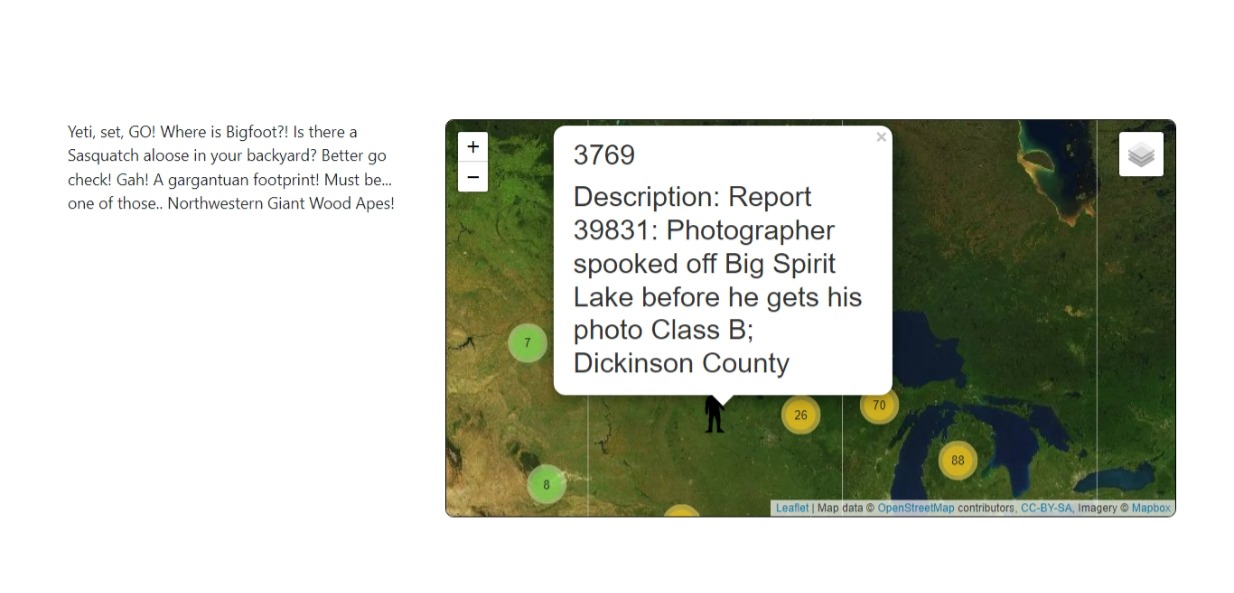 Yeti, set, GO! Where is Bigfoot?! Is there a
Sasquatch aloose in your backyard? Better go
check! Gah! A gargantuan footprint! Must be...
one of those.. Northwestern Giant Wood Apes!
+
−
×
3769
Description: Report
39831: Photographer
spooked off Big Spirit
Lake before he gets his
photo Class B;
Dickinson County
7
26
70
88
8
Leaflet | Map data © OpenStreetMap contributors, CC-BY-SA, Imagery © Mapbox